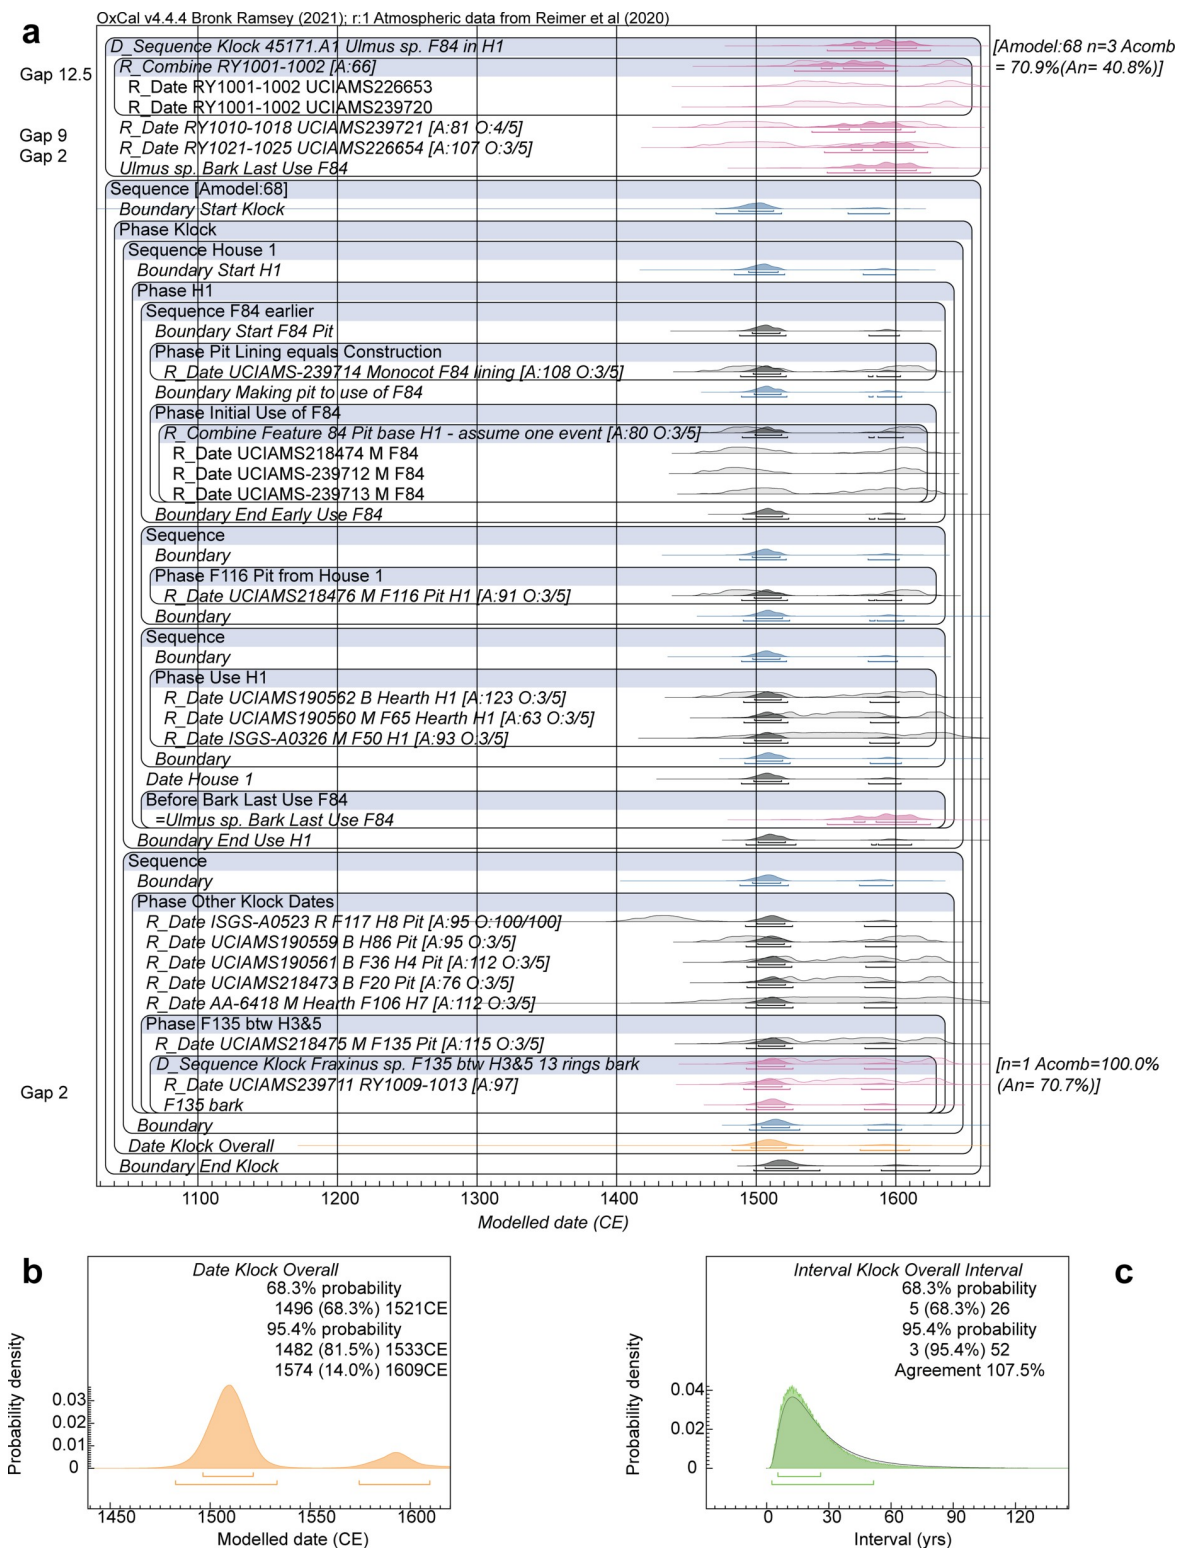 OxCal v4.4.4 Bronk Ramsey (2021); r:1 Atmospheric data from Reimer et al (2020)
a
D_Sequence Klock 45171.A1 Ulmus sp. F84 in H1
[Amodel:68 n=3 Acomb
= 70.9%(An= 40.8%)]
Gap 12.5
R_Combine RY1001-1002 [A:66]
R_Date RY1001-1002 UCIAMS226653
R_Date RY1001-1002 UCIAMS239720
Gap 9
R_Date RY1010-1018 UCIAMS239721 [A:81 O:4/5]
Gap 2
R_Date RY1021-1025 UCIAMS226654 [A:107 O:3/5]
Ulmus sp. Bark Last Use F84
Sequence [Amodel:68]
Boundary Start Klock
Phase Klock
Sequence House 1
Boundary Start H1
Phase H1
Sequence F84 earlier
Boundary Start F84 Pit
Phase Pit Lining equals Construction
R_Date UCIAMS-239714 Monocot F84 lining [A:108 O:3/5]
Boundary Making pit to use of F84
Phase Initial Use of F84
R_Combine Feature 84 Pit base H1 - assume one event [A:80 O:3/5]
R_Date UCIAMS218474 M F84
R_Date UCIAMS-239712 M F84
R_Date UCIAMS-239713 M F84
Boundary End Early Use F84
Sequence
Boundary
Phase F116 Pit from House 1
R_Date UCIAMS218476 M F116 Pit H1 [A:91 O:3/5]
Boundary
Sequence
Boundary
Phase Use H1
R_Date UCIAMS190562 B Hearth H1 [A:123 O:3/5]
R_Date UCIAMS190560 M F65 Hearth H1 [A:63 O:3/5]
R_Date ISGS-A0326 M F50 H1 [A:93 O:3/5]
Boundary
Date House 1
Before Bark Last Use F84
=Ulmus sp. Bark Last Use F84
Boundary End Use H1
Sequence
Boundary
Phase Other Klock Dates
R_Date ISGS-A0523 R F117 H8 Pit [A:95 O:100/100]
R_Date UCIAMS190559 B H86 Pit [A:95 O:3/5]
R_Date UCIAMS190561 B F36 H4 Pit [A:112 O:3/5]
R_Date UCIAMS218473 B F20 Pit [A:76 O:3/5]
R_Date AA-6418 M Hearth F106 H7 [A:112 O:3/5]
Phase F135 btw H3&5
R_Date UCIAMS218475 M F135 Pit [A:115 O:3/5]
D_Sequence Klock Fraxinus sp. F135 btw H3&5 13 rings bark
[n=1 Acomb=100.0%
(An= 70.7%)]
Gap 2
R_Date UCIAMS239711 RY1009-1013 [A:97]
F135 bark
Boundary
Date Klock Overall
Boundary End Klock
1100 1200 1300 1400 1500 1600
Modelled date (CE)
b
Date Klock Overall
68.3% probability
1496 (68.3%) 1521CE
95.4% probability
1482 (81.5%) 1533CE
1574 (14.0%) 1609CE
Probability density
0.03
0.02
0.01
0
1450 1500 1550 1600
Modelled date (CE)
c
Interval Klock Overall Interval
68.3% probability
5 (68.3%) 26
95.4% probability
3 (95.4%) 52
Agreement 107.5%
Probability density
0.04
0.02
0
0 30 60 90 120
Interval (yrs)